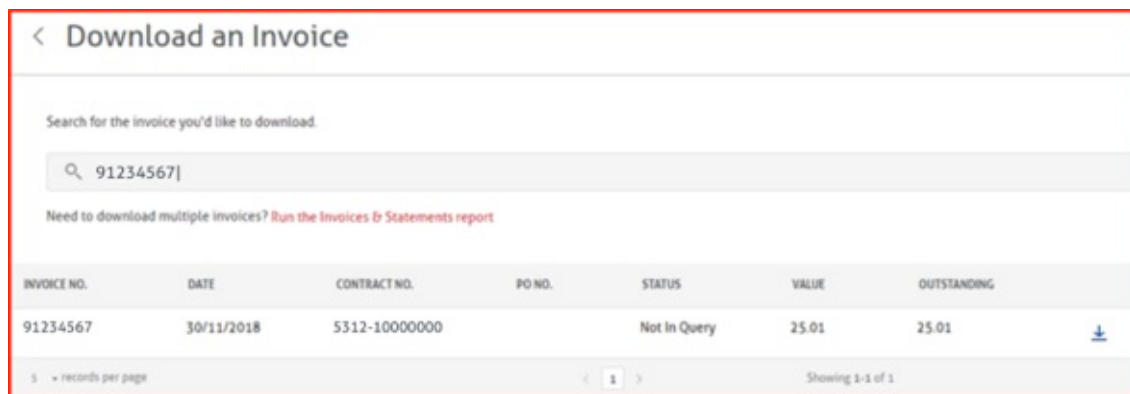 Download an Invoice
Search for the invoice you'd like to download.
91234567
Need to download multiple invoices? Run the Invoices & Statements report
INVOICE NO. DATE CONTRACT NO. PO NO. STATUS VALUE OUTSTANDING
91234567 30/11/2018 5312-10000000 Not In Query 25.01 25.01
5 records per page < 1 > Showing 1-1 of 1